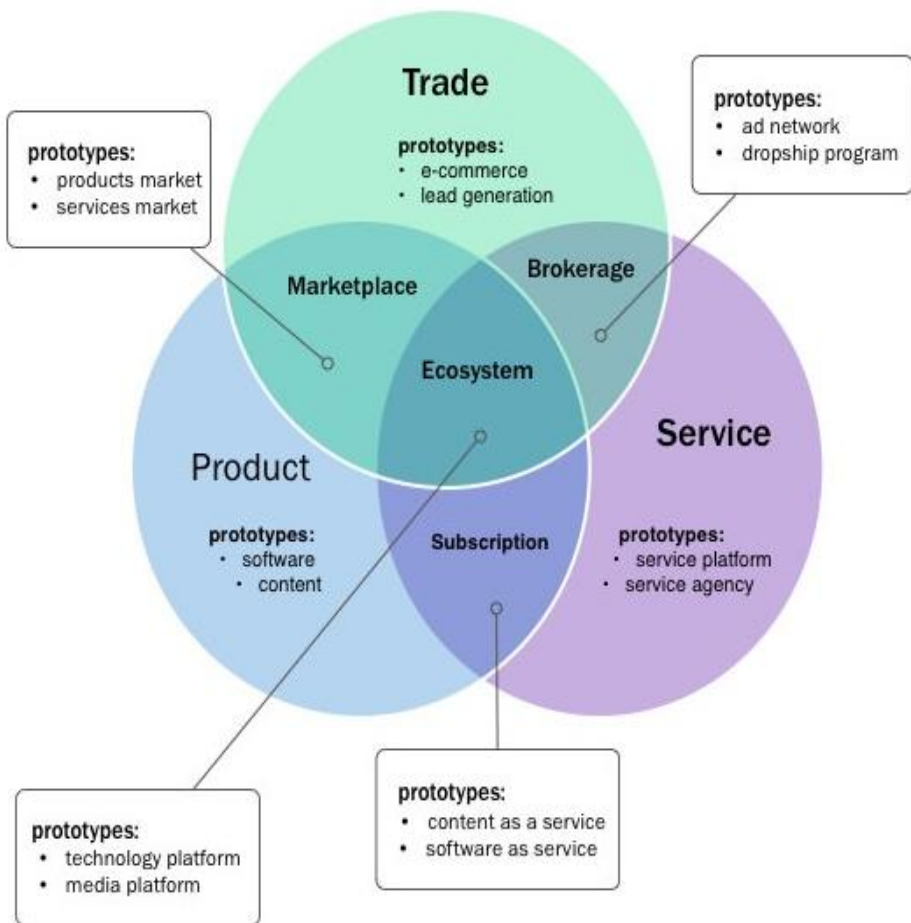 Trade
prototypes:
• e-commerce
• lead generation
prototypes:
• ad network
• dropship program
prototypes:
• products market
• services market
Marketplace
Brokerage
Ecosystem
Product
prototypes:
• software
• content
Service
prototypes:
• service platform
• service agency
Subscription
prototypes:
• technology platform
• media platform
prototypes:
• content as a service
• software as service